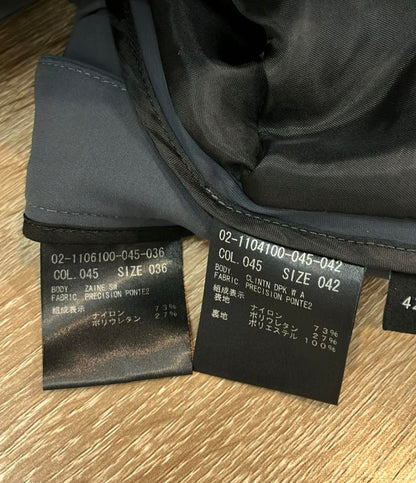 02-1106100-045-036
COL.045 SIZE 036
BODY ZAINE SW
FABRIC PRECISION PONTE2
組成表示
ナイロン 73%
ポリウレタン 27%
02-1104100-045-042
COL.045 SIZE 042
BODY CLINTN DPK W A
FABRIC PRECISION PONTE2
組成表示
表地
ナイロン 73%
ポリウレタン 27%
裏地 ポリエステル 100%
42